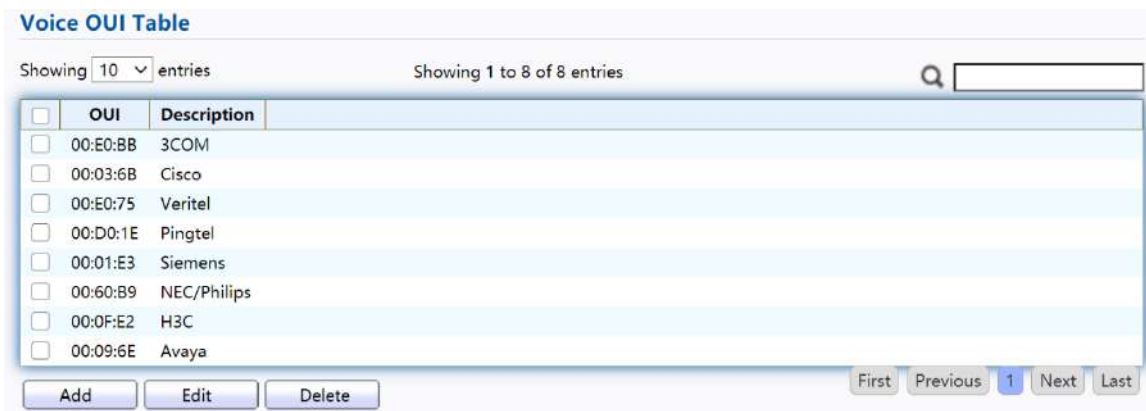 Voice OUI Table
Showing 10 entries Showing 1 to 8 of 8 entries
OUI Description
00:E0:BB 3COM
00:03:6B Cisco
00:E0:75 Veritel
00:D0:1E Pingtel
00:01:E3 Siemens
00:60:B9 NEC/Philips
00:0F:E2 H3C
00:09:6E Avaya
Add Edit Delete First Previous 1 Next Last